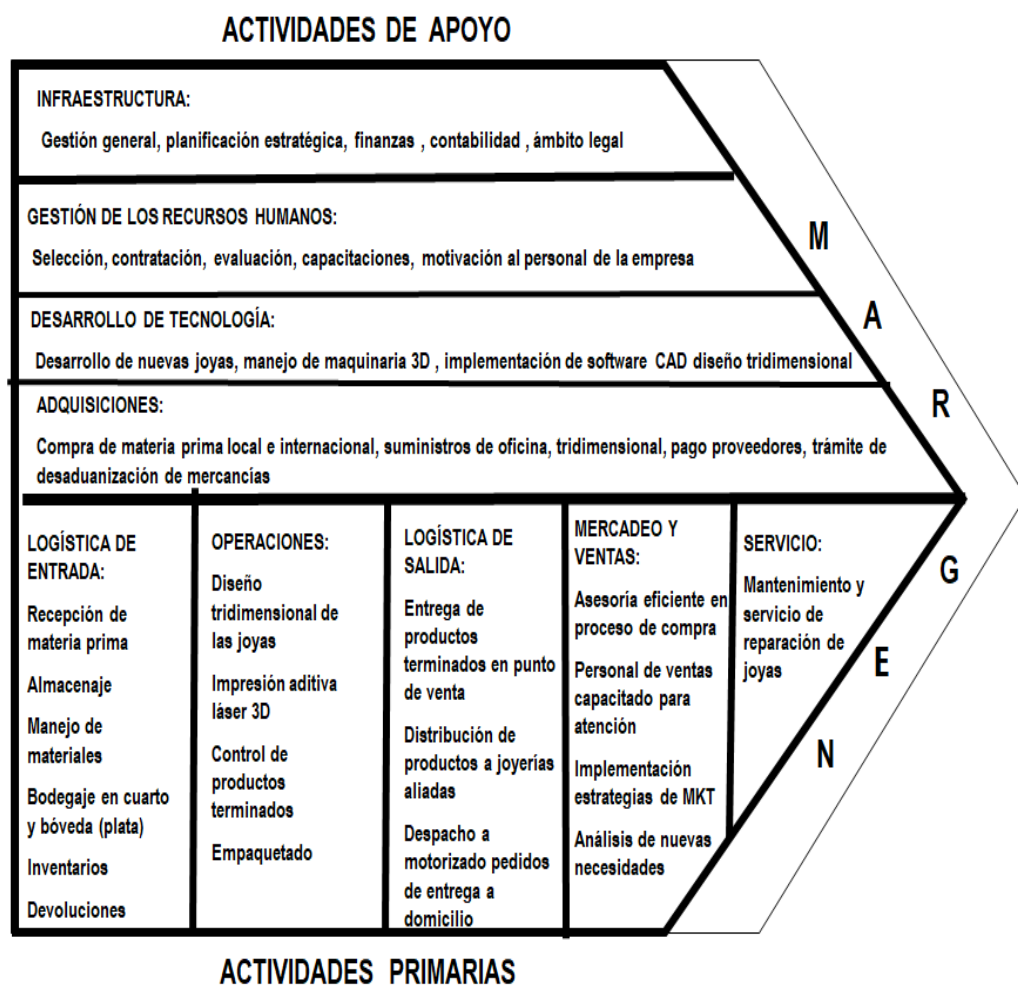 ACTIVIDADES DE APOYO
INFRAESTRUCTURA:
Gestión general, planificación estratégica, finanzas , contabilidad , ámbito legal
GESTIÓN DE LOS RECURSOS HUMANOS:
Selección, contratación, evaluación, capacitaciones, motivación al personal de la empresa
DESARROLLO DE TECNOLOGÍA:
Desarrollo de nuevas joyas, manejo de maquinaria 3D , implementación de software CAD diseño tridimensional
ADQUISICIONES:
Compra de materia prima local e internacional, suministros de oficina, tridimensional, pago proveedores, trámite de
desaduanización de mercancías
LOGÍSTICA DE
ENTRADA:
Recepción de
materia prima
Almacenaje
Manejo de
materiales
Bodegaje en cuarto
y bóveda (plata)
Inventarios
Devoluciones
OPERACIONES:
Diseño
tridimensional de
las joyas
Impresión aditiva
láser 3D
Control de
productos
terminados
Empaquetado
LOGÍSTICA DE
SALIDA:
Entrega de
productos
terminados en punto
de venta
Distribución de
productos a joyerías
aliadas
Despacho a
motorizado pedidos
de entrega a
domicilio
MERCADEO Y
VENTAS:
Asesoría eficiente en
proceso de compra
Personal de ventas
capacitado para
atención
Implementación
estrategias de MKT
Análisis de nuevas
necesidades
SERVICIO:
Mantenimiento y
servicio de
reparación de
joyas
M
A
R
G
E
N
ACTIVIDADES PRIMARIAS